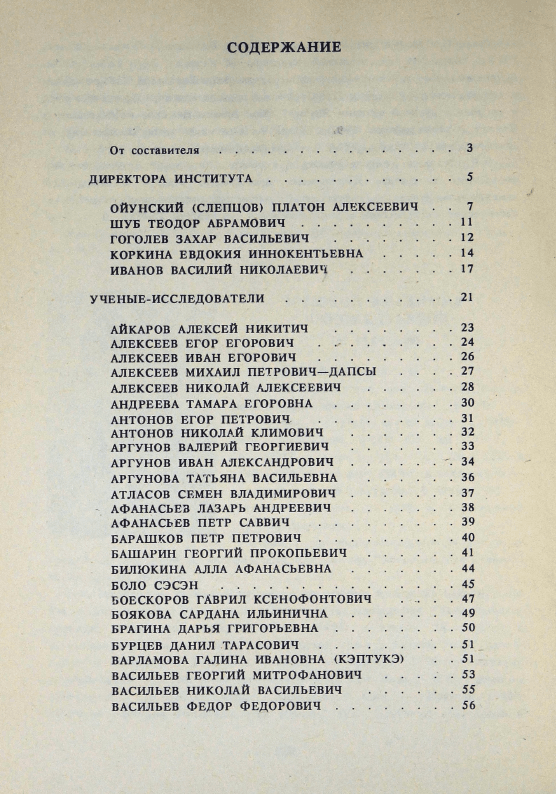 СОДЕРЖАНИЕ
От составителя . . . . . . . . . . . . . . 3
ДИРЕКТОРА ИНСТИТУТА . . . . . . . . . . . 5
ОЙУНСКИЙ (СЛЕПЦОВ) ПЛАТОН АЛЕКСЕЕВИЧ . . 7
ШУБ ТЕОДОР АБРАМОВИЧ . . . . . . . . . 11
ГОГОЛЕВ ЗАХАР ВАСИЛЬЕВИЧ . . . . . . . . 12
КОРКИНА ЕВДОКИЯ ИННОКЕНТЬЕВНА . . . . . 14
ИВАНОВ ВАСИЛИЙ НИКОЛАЕВИЧ . . . . . . . 17
УЧЕНЫЕ-ИССЛЕДОВАТЕЛИ . . . . . . . . . . 21
АЙКАРОВ АЛЕКСЕЙ НИКИТИЧ . . . . . . . 23
АЛЕКСЕЕВ ЕГОР ЕГОРОВИЧ . . . . . . . . 24
АЛЕКСЕЕВ ИВАН ЕГОРОВИЧ . . . . . . . . 26
АЛЕКСЕЕВ МИХАИЛ ПЕТРОВИЧ—ДАПСЫ . . . . 27
АЛЕКСЕЕВ НИКОЛАЙ АЛЕКСЕЕВИЧ . . . . . . 28
АНДРЕЕВА ТАМАРА ЕГОРОВНА . . . . . . . 30
АНТОНОВ ЕГОР ПЕТРОВИЧ . . . . . . . . 31
АНТОНОВ НИКОЛАЙ КЛИМОВИЧ . . . . . . . 32
АРГУНОВ ВАЛЕРИЙ ГЕОРГИЕВИЧ . . . . . . . 33
АРГУНОВ ИВАН АЛЕКСАНДРОВИЧ . . . . . . 34
АРГУНОВА ТАТЬЯНА ВАСИЛЬЕВНА . . . . . . 36
АТЛАСОВ СЕМЕН ВЛАДИМИРОВИЧ . . . . . . 37
АФАНАСЬЕВ ЛАЗАРЬ АНДРЕЕВИЧ . . . . . . 38
АФАНАСЬЕВ ПЕТР САВВИЧ . . . . . . . . 39
БАРАШКОВ ПЕТР ПЕТРОВИЧ . . . . . . . . 40
БАШАРИН ГЕОРГИЙ ПРОКОПЬЕВИЧ . . . . . . 41
БИЛЮКИНА АЛЛА АФАНАСЬЕВНА . . . . . . 44
БОЛО СЭСЭН . . . . . . . . . . . . . 45
БОЕСКОРОВ ГАВРИЛ КСЕНОФОНТОВИЧ . . . . 47
БОЯКОВА САРДАНА ИЛЬИНИЧНА . . . . . . 49
БРАГИНА ДАРЬЯ ГРИГОРЬЕВНА . . . . . . . 50
БУРЦЕВ ДАНИЛ ТАРАСОВИЧ . . . . . . . . 51
ВАРЛАМОВА ГАЛИНА ИВАНОВНА (КЭПТУКЭ) . . 51
ВАСИЛЬЕВ ГЕОРГИЙ МИТРОФАНОВИЧ . . . . . 53
ВАСИЛЬЕВ НИКОЛАЙ ВАСИЛЬЕВИЧ . . . . . 55
ВАСИЛЬЕВ ФЕДОР ФЕДОРОВИЧ . . . . . . . 56